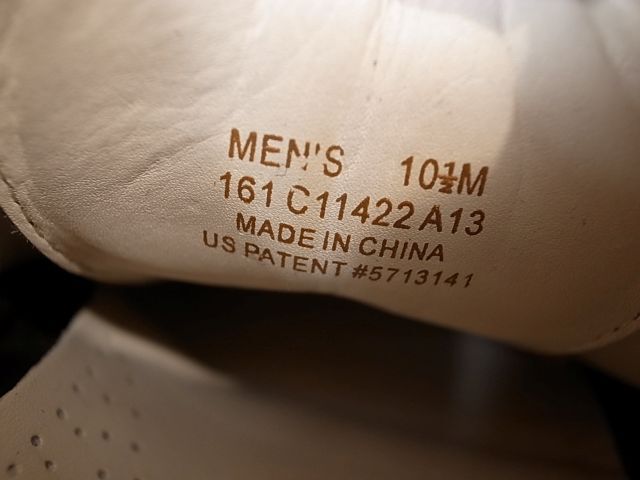 MEN'S 10½M
161 C11422 A13
MADE IN CHINA
US PATENT #5713141